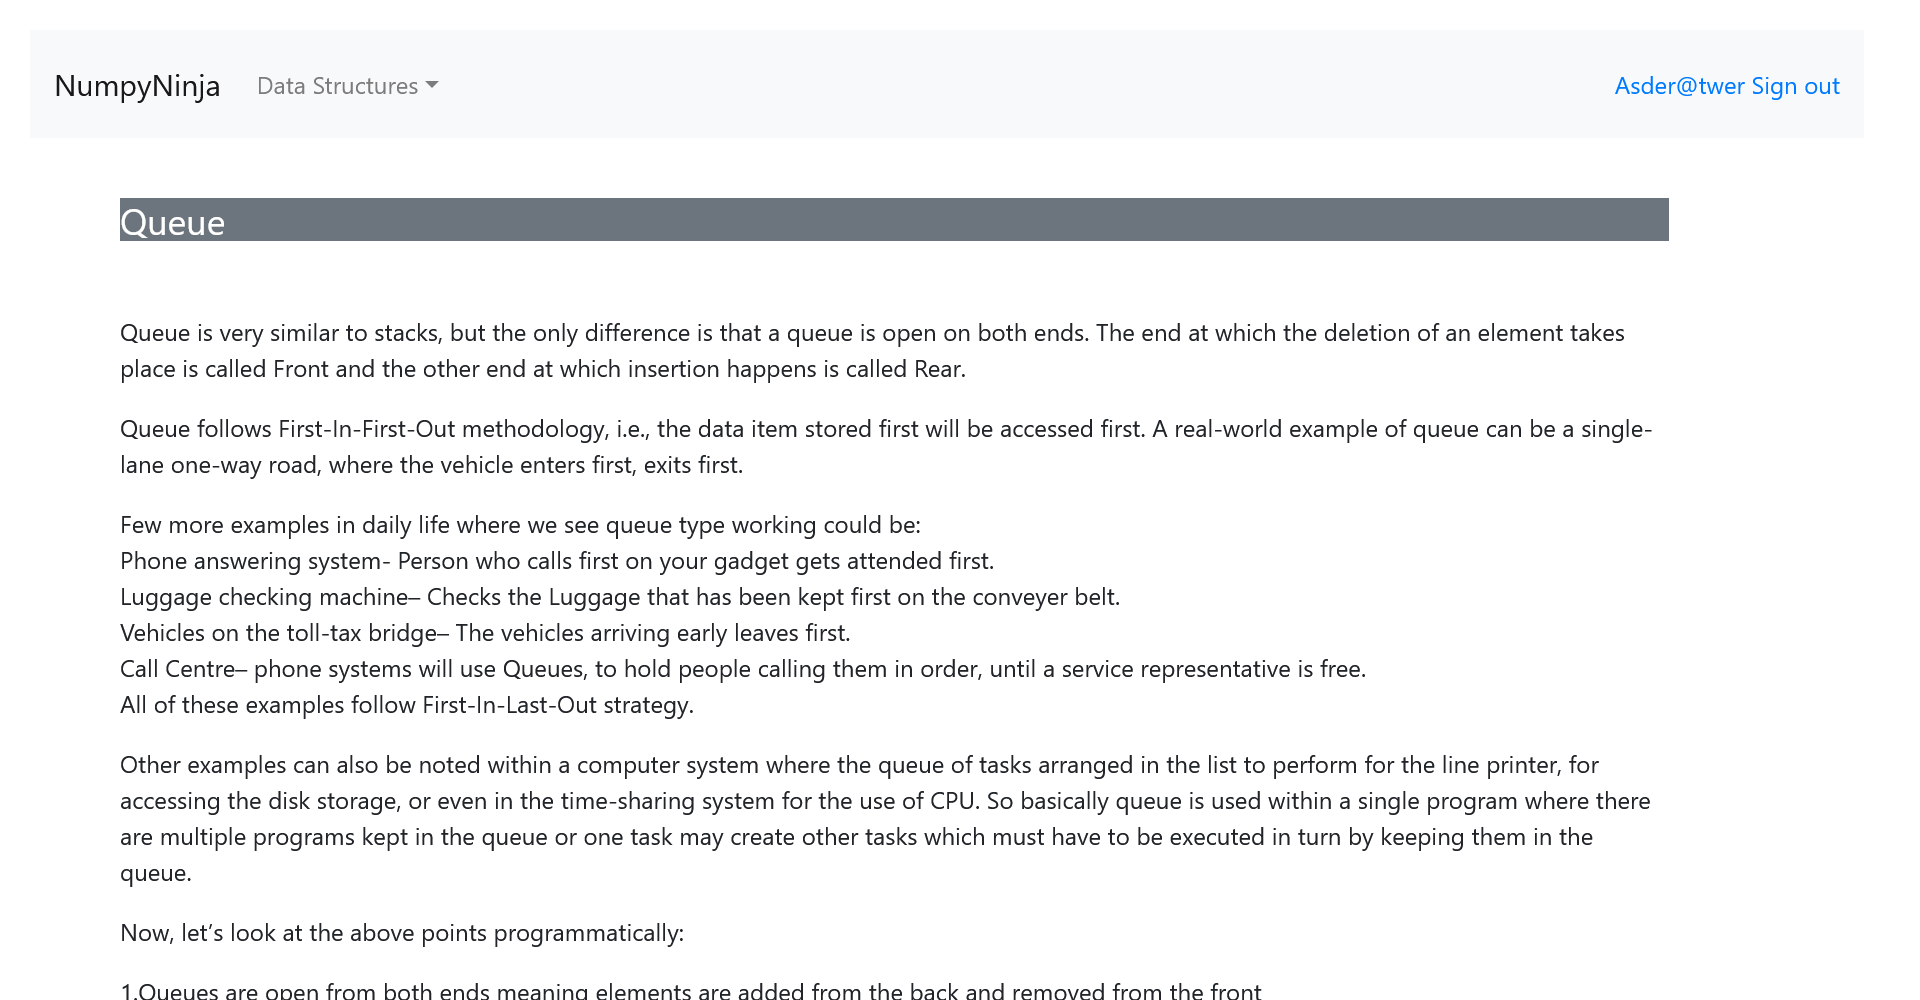 NumpyNinja Data Structures Asder@twer Sign out
Queue
Queue is very similar to stacks, but the only difference is that a queue is open on both ends. The end at which the deletion of an element takes
place is called Front and the other end at which insertion happens is called Rear.
Queue follows First-In-First-Out methodology, i.e., the data item stored first will be accessed first. A real-world example of queue can be a single-
lane one-way road, where the vehicle enters first, exits first.
Few more examples in daily life where we see queue type working could be:
Phone answering system- Person who calls first on your gadget gets attended first.
Luggage checking machine– Checks the Luggage that has been kept first on the conveyer belt.
Vehicles on the toll-tax bridge– The vehicles arriving early leaves first.
Call Centre– phone systems will use Queues, to hold people calling them in order, until a service representative is free.
All of these examples follow First-In-Last-Out strategy.
Other examples can also be noted within a computer system where the queue of tasks arranged in the list to perform for the line printer, for
accessing the disk storage, or even in the time-sharing system for the use of CPU. So basically queue is used within a single program where there
are multiple programs kept in the queue or one task may create other tasks which must have to be executed in turn by keeping them in the
queue.
Now, let’s look at the above points programmatically:
1.Queues are open from both ends meaning elements are added from the back and removed from the front